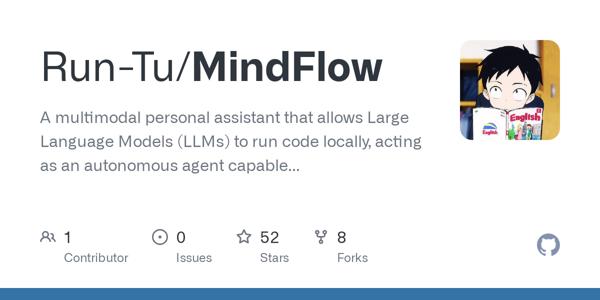 Run-Tu/MindFlow
A multimodal personal assistant that allows Large
Language Models (LLMs) to run code locally, acting
as an autonomous agent capable...
English
English
1
Contributor
0
Issues
52
Stars
8
Forks